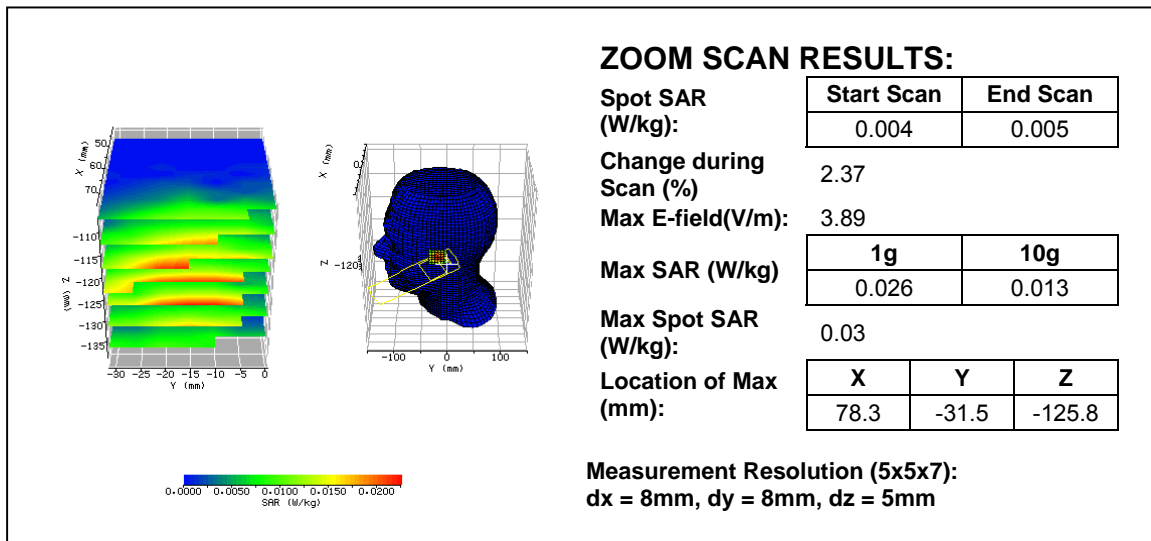 ZOOM SCAN RESULTS:
Spot SAR
(W/kg):
Start Scan End Scan
0.004 0.005
Change during
Scan (%)
2.37
Max E-field(V/m): 3.89
Max SAR (W/kg)
1g 10g
0.026 0.013
Max Spot SAR
(W/kg):
0.03
Location of Max
(mm):
X Y Z
78.3 -31.5 -125.8
Measurement Resolution (5x5x7):
dx = 8mm, dy = 8mm, dz = 5mm
X (mm)
50
60
70
Z (mm)
-110
-115
-120
-125
-130
-135
-30 -25 -20 -15 -10 -5 0
Y (mm)
X (mm)
0
Z
-120
-100 0 100
Y (mm)
0.0000 0.0050 0.0100 0.0150 0.0200
SAR (W/kg)